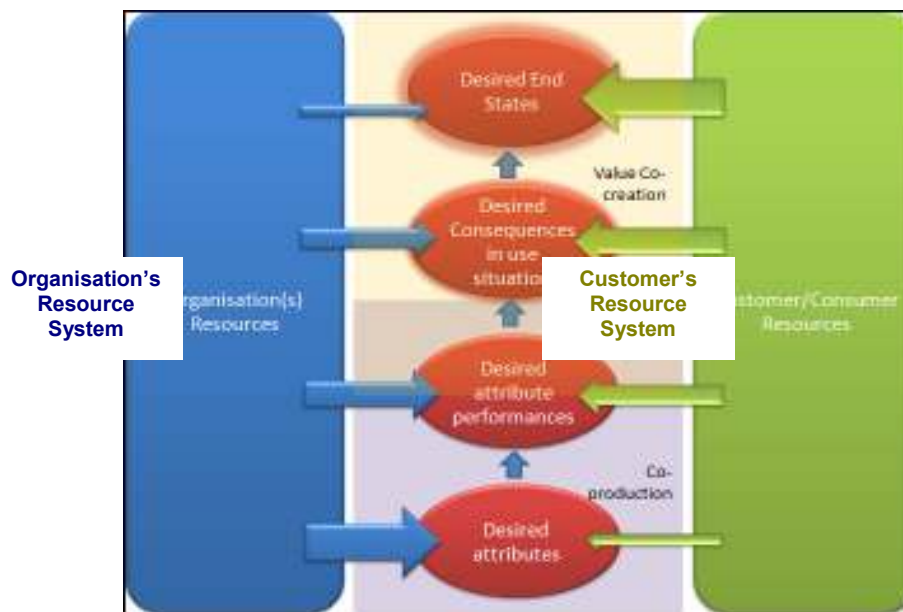 Desired End
States
Value Co-
creation
Desired
Consequences
in use
situation
Organisation's
Resource
System
Customer's
Resource
System
rganisation(s)
Resources
ustomer/Consumer
Resources
Desired
attribute
performances
Co-
production
Desired
attributes